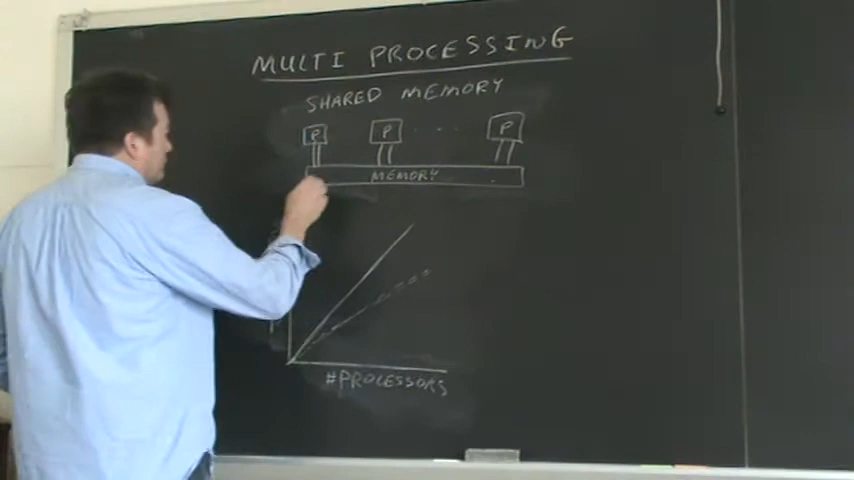 MULTI PROCESSING
SHARED MEMORY
P P P
MEMORY
#PROCESSORS